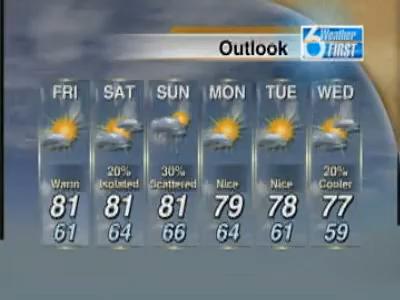 Outlook
6 Weather FIRST
FRI SAT SUN MON TUE WED
20% 30% 20%
Warm Isolated Scattered Nice Nice Cooler
81 81 81 79 78 77
61 64 66 64 61 59